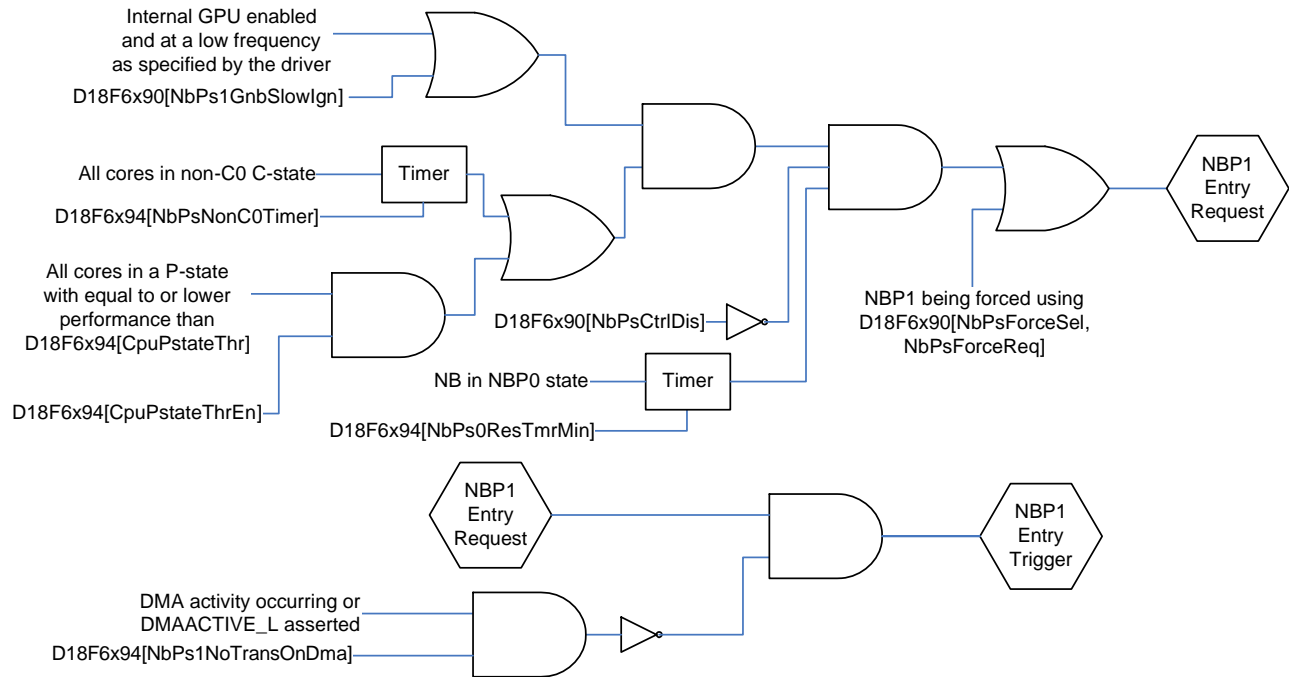 Internal GPU enabled
and at a low frequency
as specified by the driver
D18F6x90[NbPs1GnbSlowIgn]
All cores in non-C0 C-state
Timer
D18F6x94[NbPsNonC0Timer]
All cores in a P-state
with equal to or lower
performance than
D18F6x94[CpuPstateThr]
D18F6x94[CpuPstateThrEn]
D18F6x90[NbPsCtrlDis]
NB in NBP0 state
Timer
D18F6x94[NbPs0ResTmrMin]
NBP1 being forced using
D18F6x90[NbPsForceSel,
NbPsForceReq]
NBP1
Entry
Request
NBP1
Entry
Request
DMA activity occurring or
DMAACTIVE_L asserted
D18F6x94[NbPs1NoTransOnDma]
NBP1
Entry
Trigger